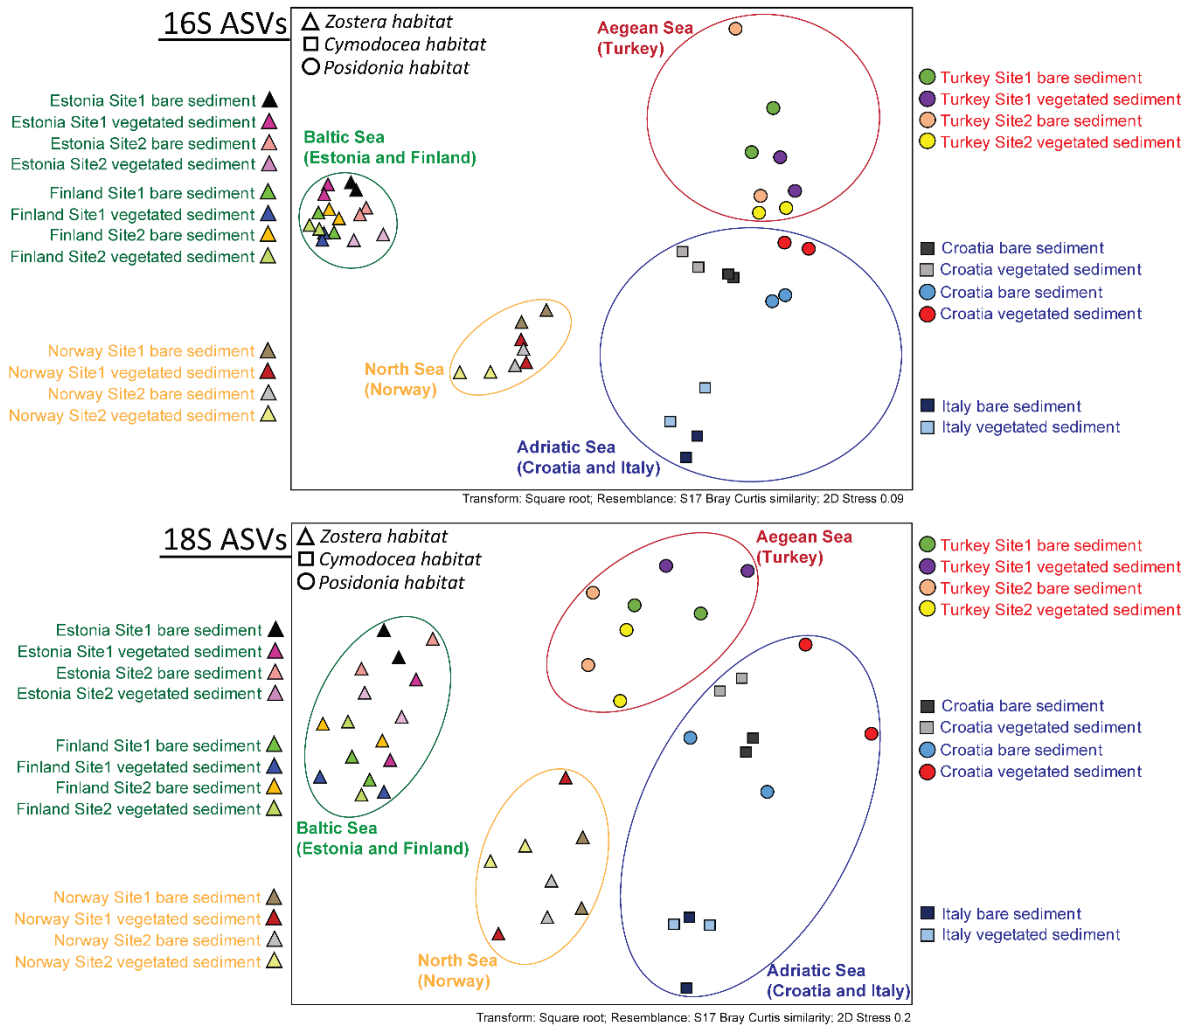 16S ASVs
Zostera habitat
Cymodocea habitat
Posidonia habitat
Aegean Sea
(Turkey)
Estonia Site1 bare sediment
Estonia Site1 vegetated sediment
Estonia Site2 bare sediment
Estonia Site2 vegetated sediment
Finland Site1 bare sediment
Finland Site1 vegetated sediment
Finland Site2 bare sediment
Finland Site2 vegetated sediment
Norway Site1 bare sediment
Norway Site1 vegetated sediment
Norway Site2 bare sediment
Norway Site2 vegetated sediment
Baltic Sea
(Estonia and Finland)
North Sea
(Norway)
Adriatic Sea
(Croatia and Italy)
Turkey Site1 bare sediment
Turkey Site1 vegetated sediment
Turkey Site2 bare sediment
Turkey Site2 vegetated sediment
Croatia bare sediment
Croatia vegetated sediment
Croatia bare sediment
Croatia vegetated sediment
Italy bare sediment
Italy vegetated sediment
Transform: Square root; Resemblance: S17 Bray Curtis similarity; 2D Stress 0.09
18S ASVs
Zostera habitat
Cymodocea habitat
Posidonia habitat
Aegean Sea
(Turkey)
Estonia Site1 bare sediment
Estonia Site1 vegetated sediment
Estonia Site2 bare sediment
Estonia Site2 vegetated sediment
Finland Site1 bare sediment
Finland Site1 vegetated sediment
Finland Site2 bare sediment
Finland Site2 vegetated sediment
Norway Site1 bare sediment
Norway Site1 vegetated sediment
Norway Site2 bare sediment
Norway Site2 vegetated sediment
Baltic Sea
(Estonia and Finland)
North Sea
(Norway)
Adriatic Sea
(Croatia and Italy)
Turkey Site1 bare sediment
Turkey Site1 vegetated sediment
Turkey Site2 bare sediment
Turkey Site2 vegetated sediment
Croatia bare sediment
Croatia vegetated sediment
Croatia bare sediment
Croatia vegetated sediment
Italy bare sediment
Italy vegetated sediment
Transform: Square root; Resemblance: S17 Bray Curtis similarity; 2D Stress 0.2